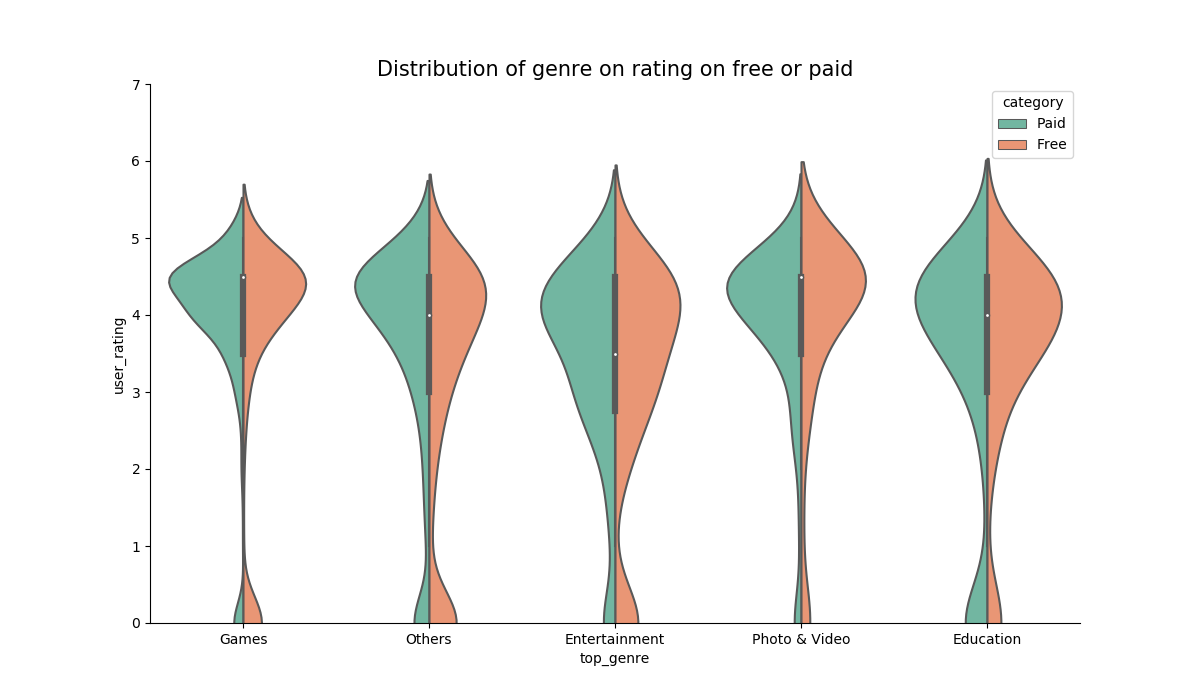 Distribution of genre on rating on free or paid
category
Paid
Free
user_rating
7
6
5
4
3
2
1
0
Games
Others
Entertainment
Photo & Video
Education
top_genre